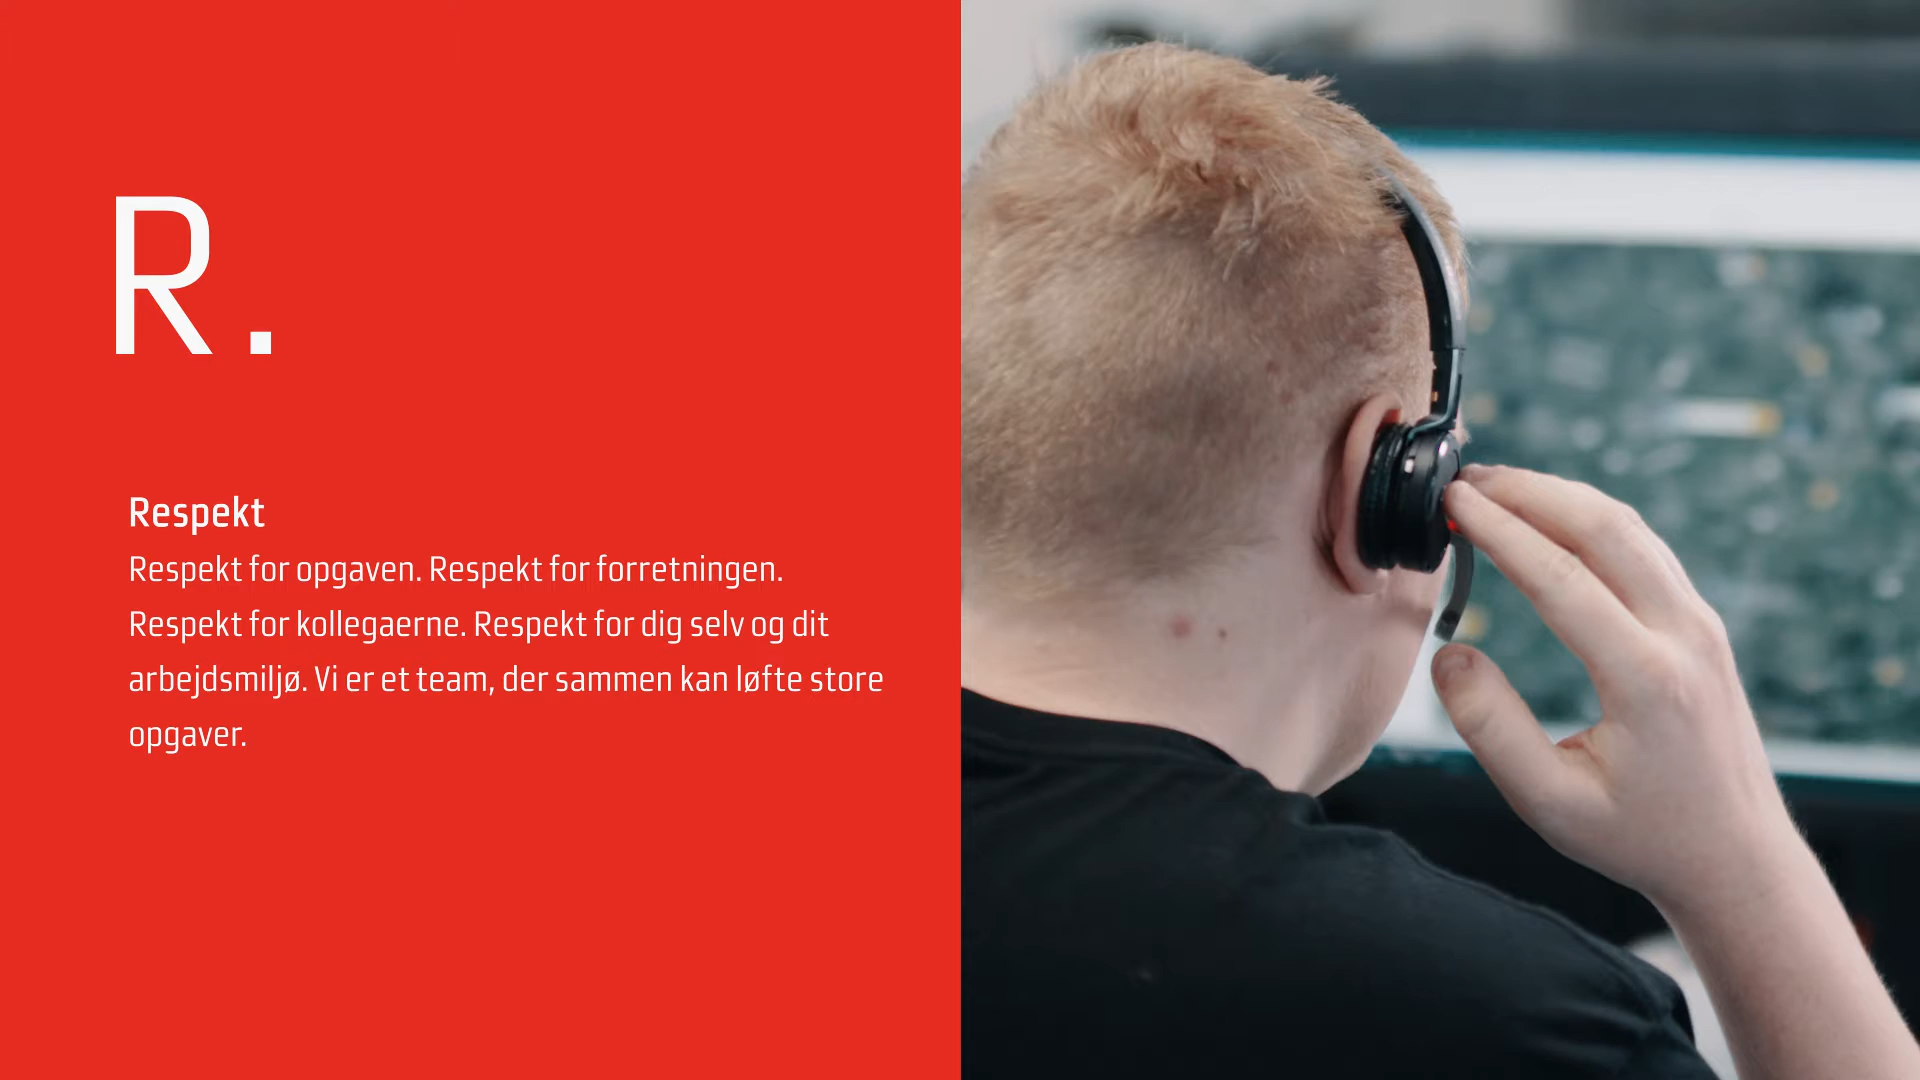 R.
Respekt
Respekt for opgaven. Respekt for forretningen.
Respekt for kollegaerne. Respekt for dig selv og dit
arbejdsmiljø. Vi er et team, der sammen kan løfte store
opgaver.